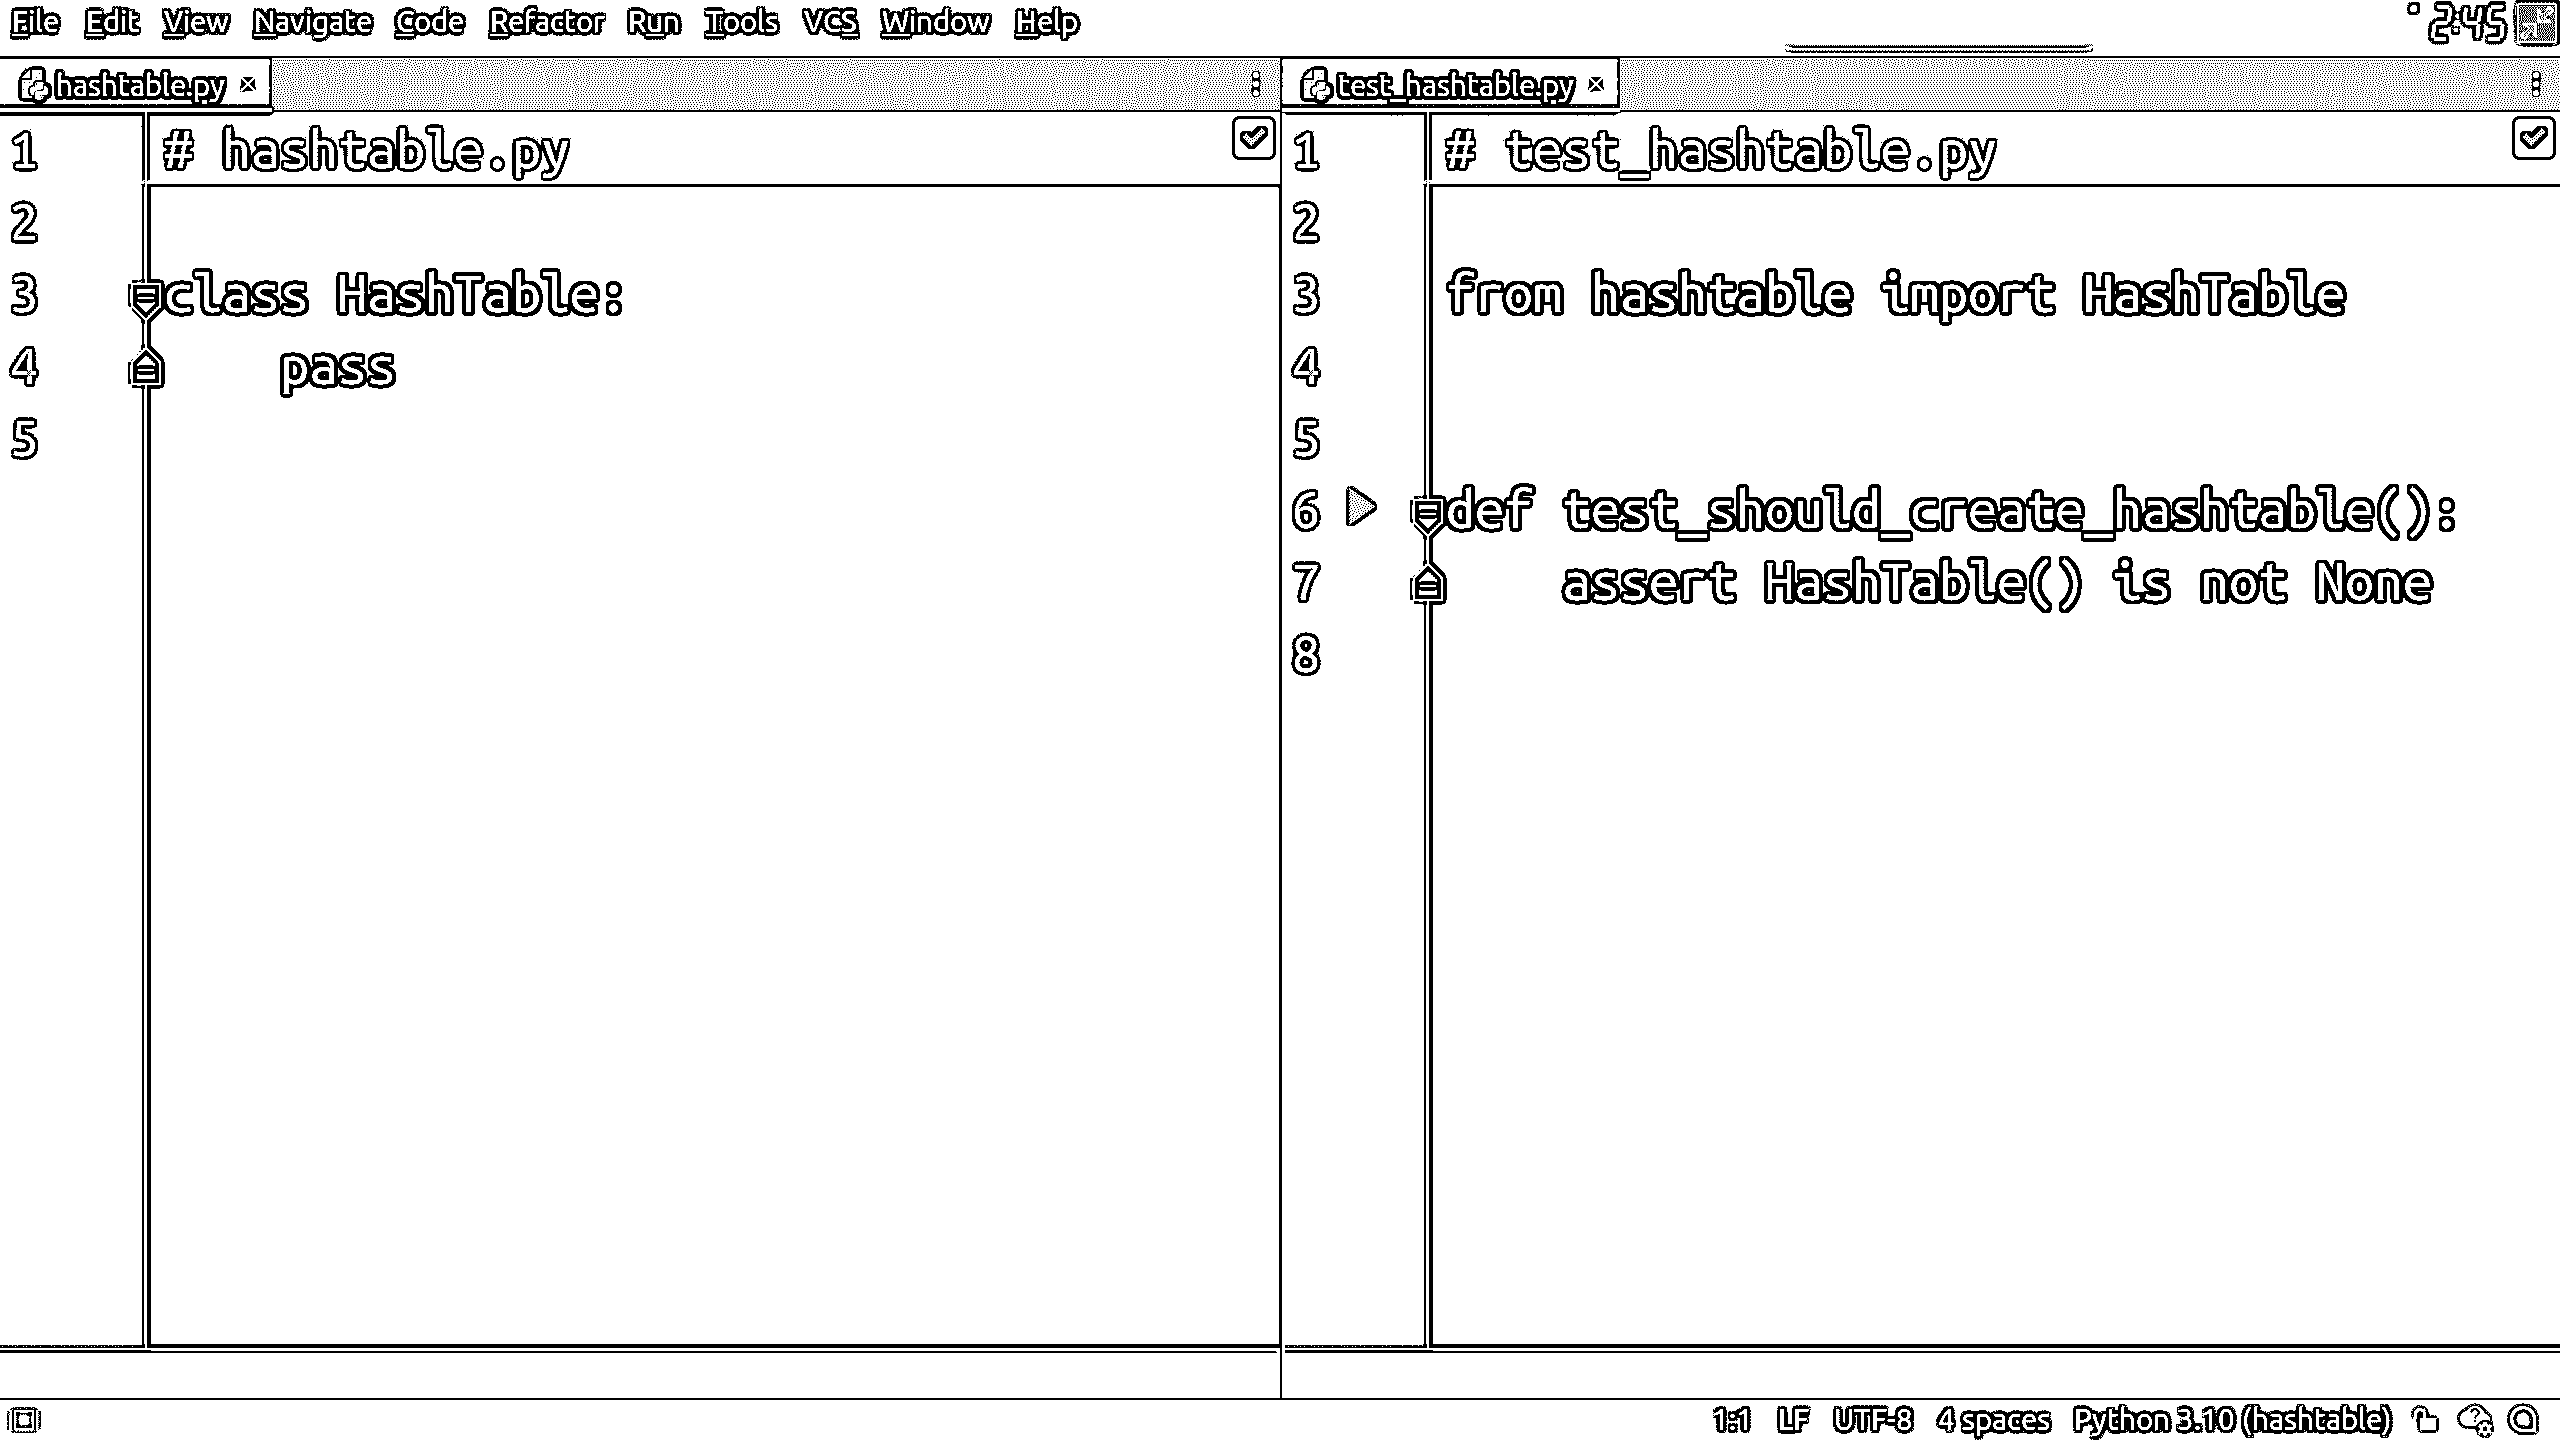 File Edit View Navigate Code Refactor Run Tools VCS Window Help
2:45
hashtable.py
1 # hashtable.py
2
3 class HashTable:
4 pass
5
test_hashtable.py
1 # test_hashtable.py
2
3 from hashtable import HashTable
4
5
6 def test_should_create_hashtable():
7 assert HashTable() is not None
8
1:1 LF UTF-8 4 spaces Python 3.10 (hashtable)